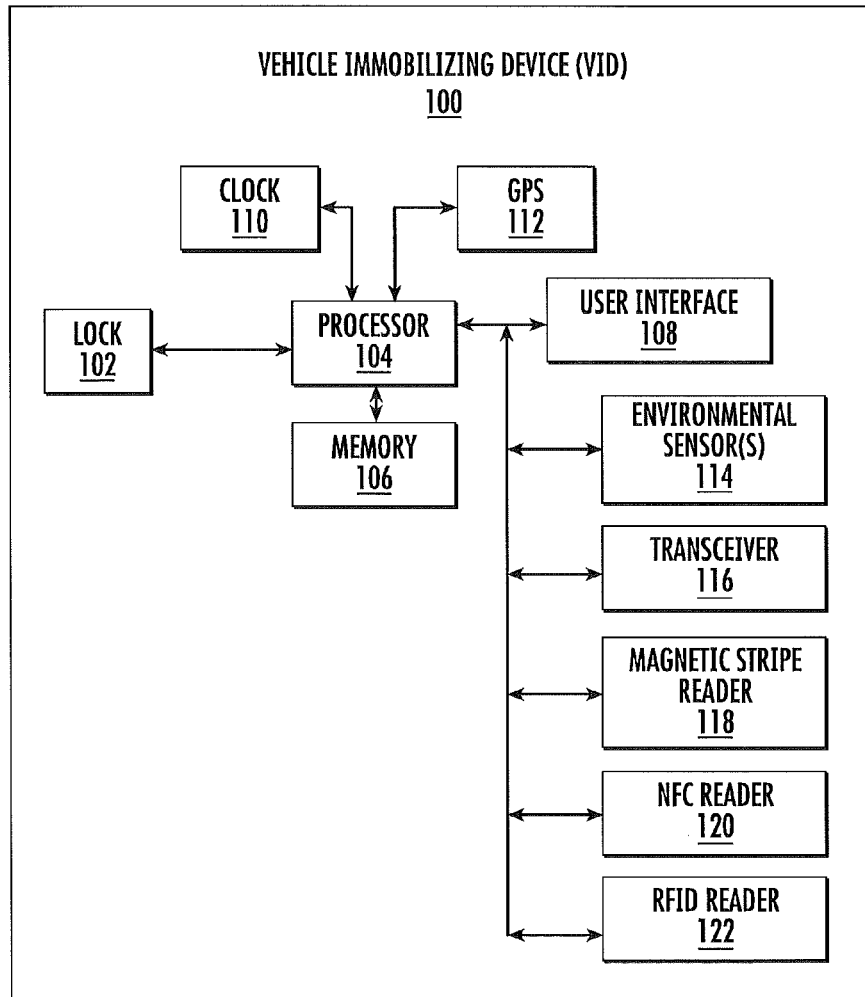 VEHICLE IMMOBILIZING DEVICE (VID)
100
CLOCK
110
GPS
112
LOCK
102
PROCESSOR
104
USER INTERFACE
108
MEMORY
106
ENVIRONMENTAL
SENSOR(S)
114
TRANSCEIVER
116
MAGNETIC STRIPE
READER
118
NFC READER
120
RFID READER
122